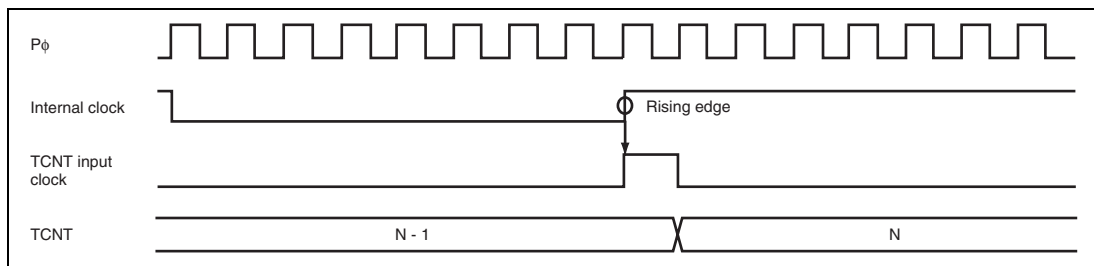 Pϕ
Internal clock
Rising edge
TCNT input
clock
TCNT
N - 1
N